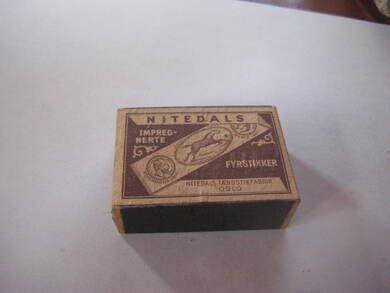 NITEDALS
IMPREG-
NERTE
FYRSTIKKER
NITEDALS TÆNDSTIKFABRIK
OSLO